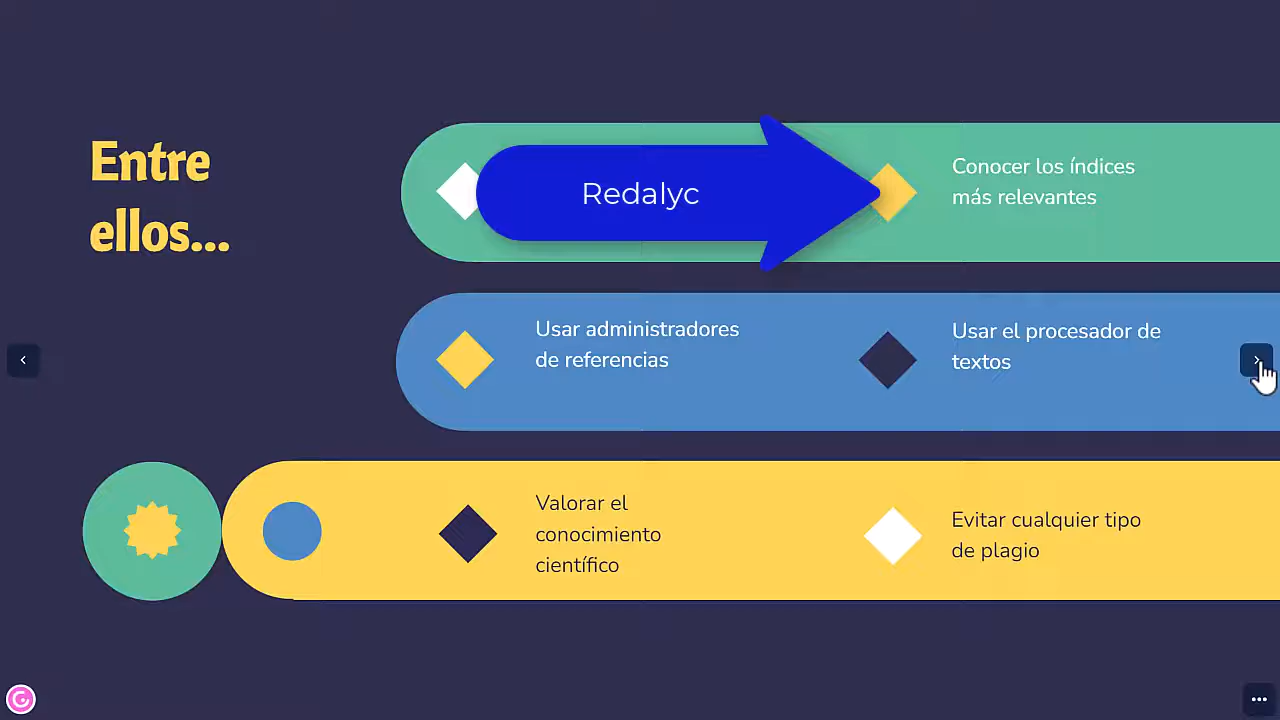 Entre
ellos...
Redalyc
Conocer los índices
más relevantes
Usar administradores
de referencias
Usar el procesador de
textos
Valorar el
conocimiento
científico
Evitar cualquier tipo
de plagio